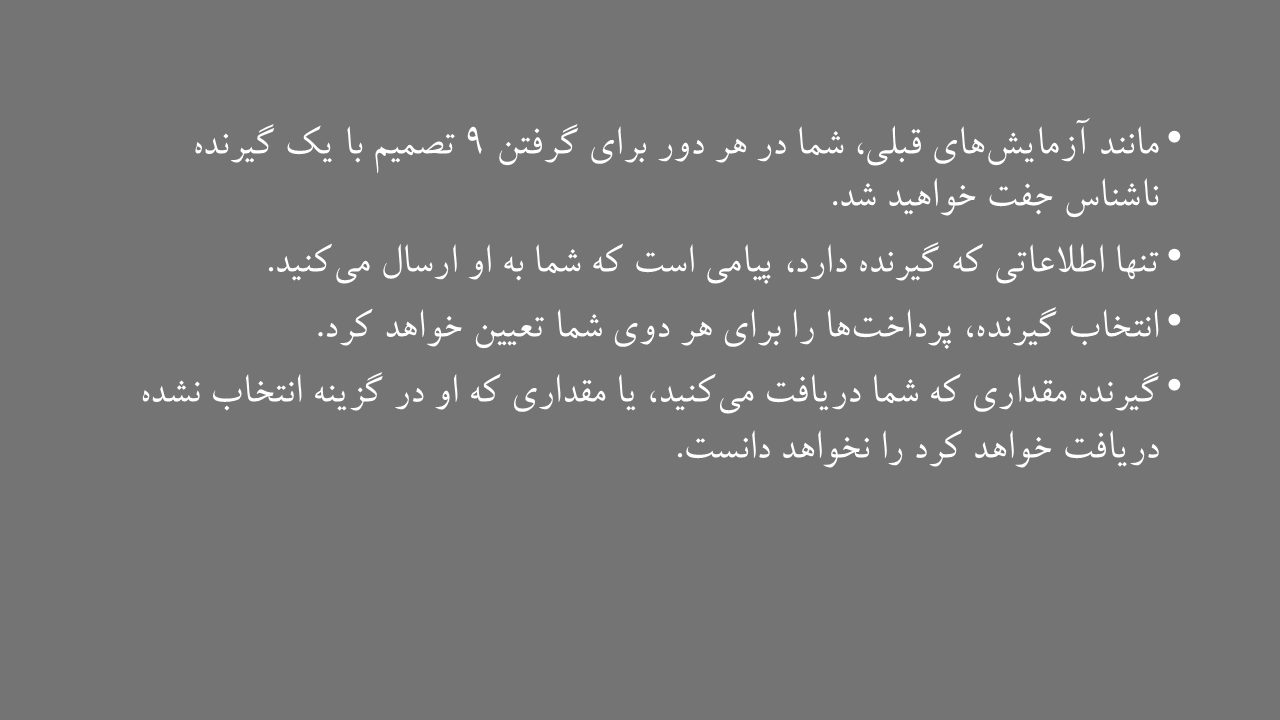 • مانند آزمایش‌های قبلی، شما در هر دور برای گرفتن ۹ تصمیم با یک گیرنده
ناشناس جفت خواهید شد.
• تنها اطلاعاتی که گیرنده دارد، پیامی است که شما به او ارسال می‌کنید.
• انتخاب گیرنده، پرداخت‌ها را برای هر دوی شما تعیین خواهد کرد.
• گیرنده مقداری که شما دریافت می‌کنید، یا مقداری که او در گزینه انتخاب نشده
دریافت خواهد کرد را نخواهد دانست.